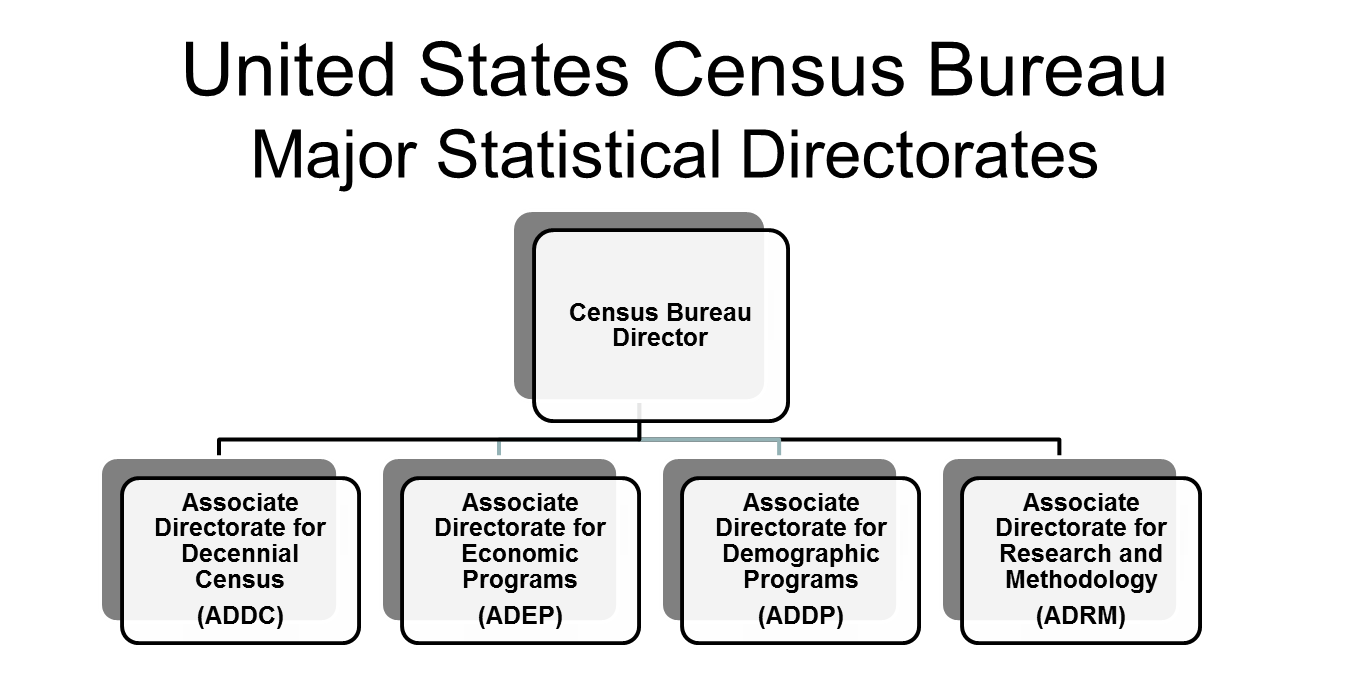 United States Census Bureau
Major Statistical Directorates
Census Bureau
Director
Associate
Directorate for
Decennial
Census
(ADDC)
Associate
Directorate for
Economic
Programs
(ADEP)
Associate
Directorate for
Demographic
Programs
(ADDP)
Associate
Directorate for
Research and
Methodology
(ADRM)